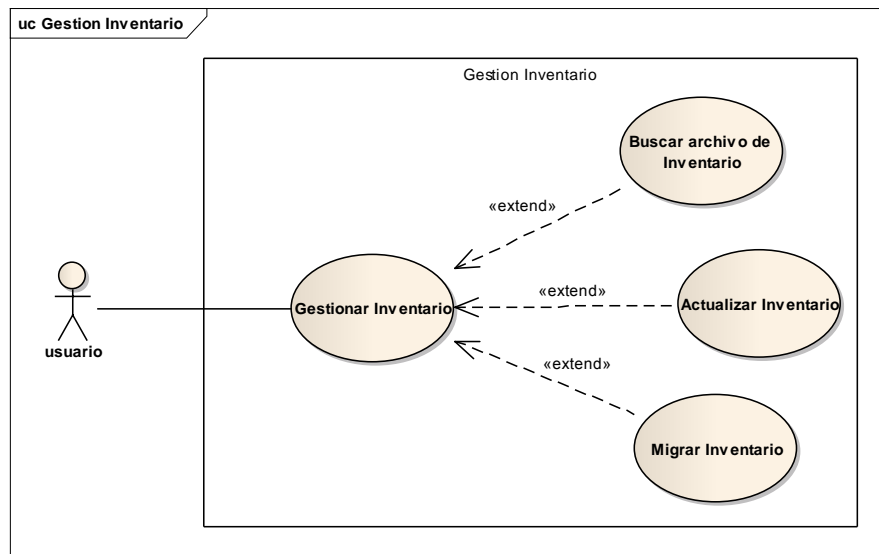 uc Gestion Inventario
Gestion Inventario
Buscar archivo de
Inventario
«extend»
Gestionar Inventario
«extend»
Actualizar Inventario
usuario
«extend»
Migrar Inventario